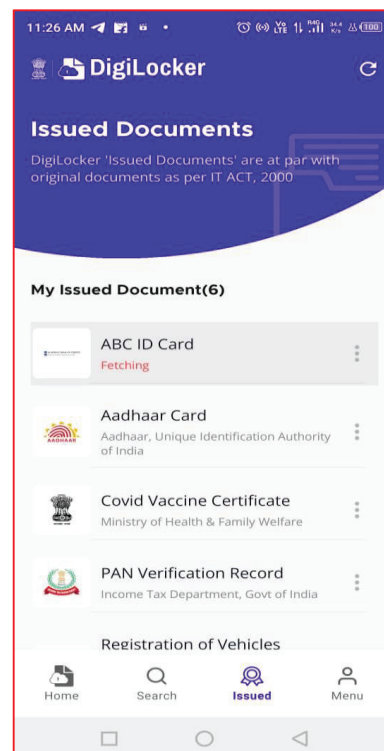 11:26 AM
DigiLocker
Issued Documents
DigiLocker 'Issued Documents' are at par with
original documents as per IT ACT, 2000
My Issued Document(6)
ABC ID Card
Fetching
AADHAAR
Aadhaar Card
Aadhaar, Unique Identification Authority
of India
Covid Vaccine Certificate
Ministry of Health & Family Welfare
PAN Verification Record
Income Tax Department, Govt of India
Registration of Vehicles
Home
Search
Issued
Menu